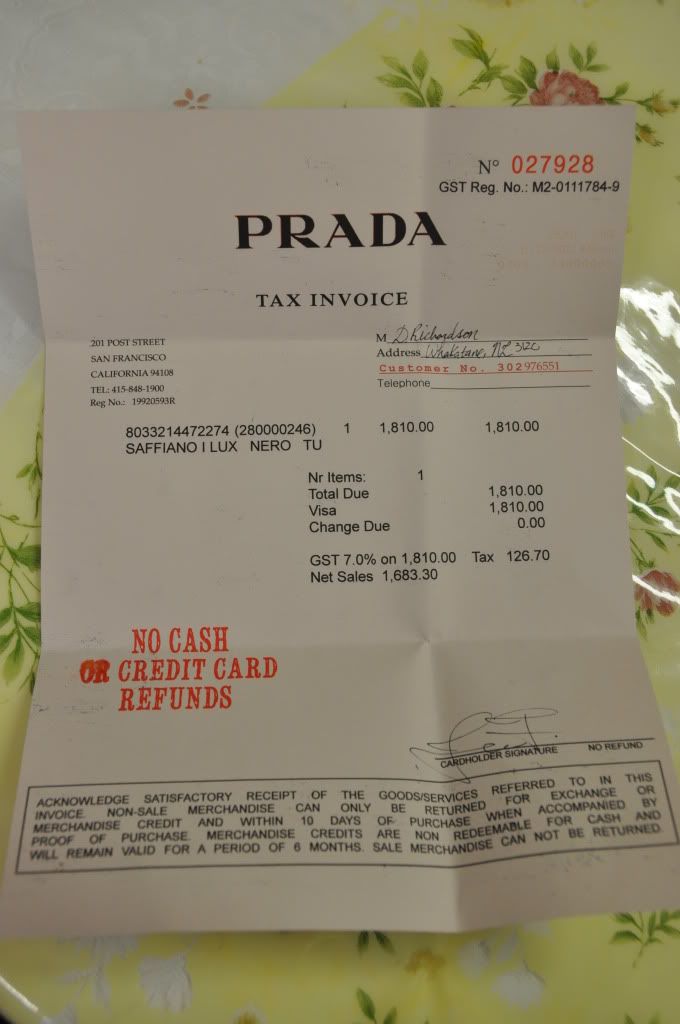 N° 027928
GST Reg. No.: M2-0111784-9
PRADA
TAX INVOICE
201 POST STREET
SAN FRANCISCO
CALIFORNIA 94108
TEL: 415-848-1900
Reg No.: 19920593R
M D.Richardson
Address Whakatane, NZ 3120
Customer No. 302976551
Telephone
8033214472274 (280000246) 1 1,810.00 1,810.00
SAFFIANO I LUX NERO TU
Nr Items: 1
Total Due 1,810.00
Visa 1,810.00
Change Due 0.00
GST 7.0% on 1,810.00 Tax 126.70
Net Sales 1,683.30
NO CASH
OR CREDIT CARD
REFUNDS
CARDHOLDER SIGNATURE NO REFUND
ACKNOWLEDGE SATISFACTORY RECEIPT OF THE GOODS/SERVICES REFERRED TO IN THIS
INVOICE. NON-SALE MERCHANDISE CAN ONLY BE RETURNED FOR EXCHANGE OR
MERCHANDISE CREDIT AND WITHIN 10 DAYS OF PURCHASE WHEN ACCOMPANIED BY
PROOF OF PURCHASE. MERCHANDISE CREDITS ARE NON REDEEMABLE FOR CASH AND
WILL REMAIN VALID FOR A PERIOD OF 6 MONTHS. SALE MERCHANDISE CAN NOT BE RETURNED.